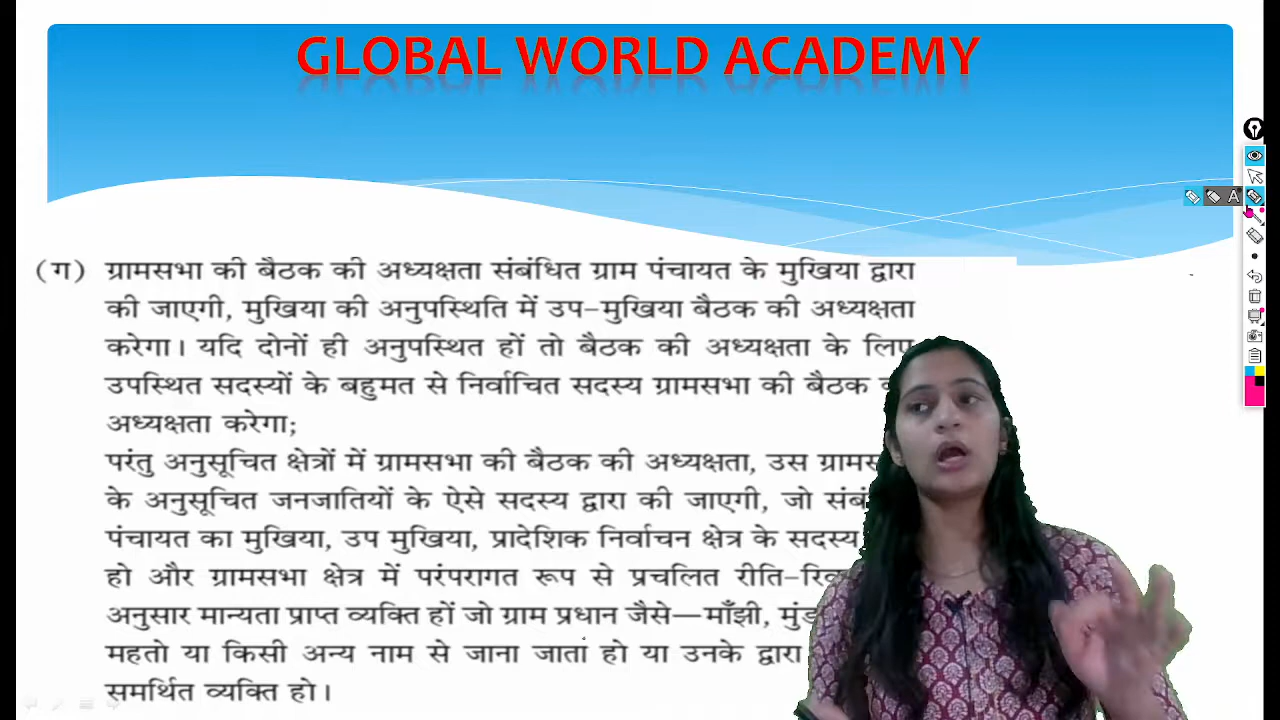 GLOBAL WORLD ACADEMY
(ग) ग्रामसभा की बैठक की अध्यक्षता संबंधित ग्राम पंचायत के मुखिया द्वारा
की जाएगी, मुखिया की अनुपस्थिति में उप-मुखिया बैठक की अध्यक्षता
करेगा। यदि दोनों ही अनुपस्थित हों तो बैठक की अध्यक्षता के लिए
उपस्थित सदस्यों के बहुमत से निर्वाचित सदस्य ग्रामसभा की बैठक
अध्यक्षता करेगा;
परंतु अनुसूचित क्षेत्रों में ग्रामसभा की बैठक की अध्यक्षता, उस
के अनुसूचित जनजातियों के ऐसे सदस्य द्वारा की जाएगी, जो
पंचायत का मुखिया, उप मुखिया, प्रादेशिक निर्वाचन क्षेत्र के सदस्य
हो और ग्रामसभा क्षेत्र में परंपरागत रूप से प्रचलित
अनुसार मान्यता प्राप्त व्यक्ति हों जो ग्राम प्रधान जैसे—माँझी,
महतो या किसी अन्य नाम से जाना जाता हो या उनके द्वारा
समर्थित व्यक्ति हो।
A